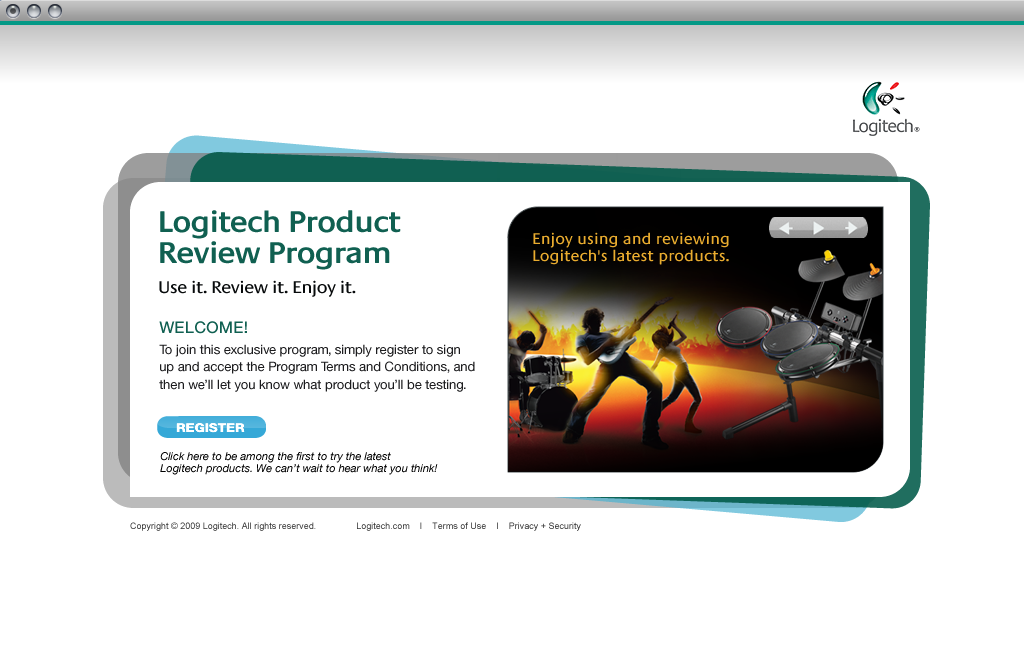 Logitech®
Logitech Product
Review Program
Use it. Review it. Enjoy it.
WELCOME!
To join this exclusive program, simply register to sign
up and accept the Program Terms and Conditions, and
then we'll let you know what product you'll be testing.
REGISTER
Click here to be among the first to try the latest
Logitech products. We can't wait to hear what you think!
Enjoy using and reviewing
Logitech's latest products.
Copyright © 2009 Logitech. All rights reserved. Logitech.com | Terms of Use | Privacy + Security